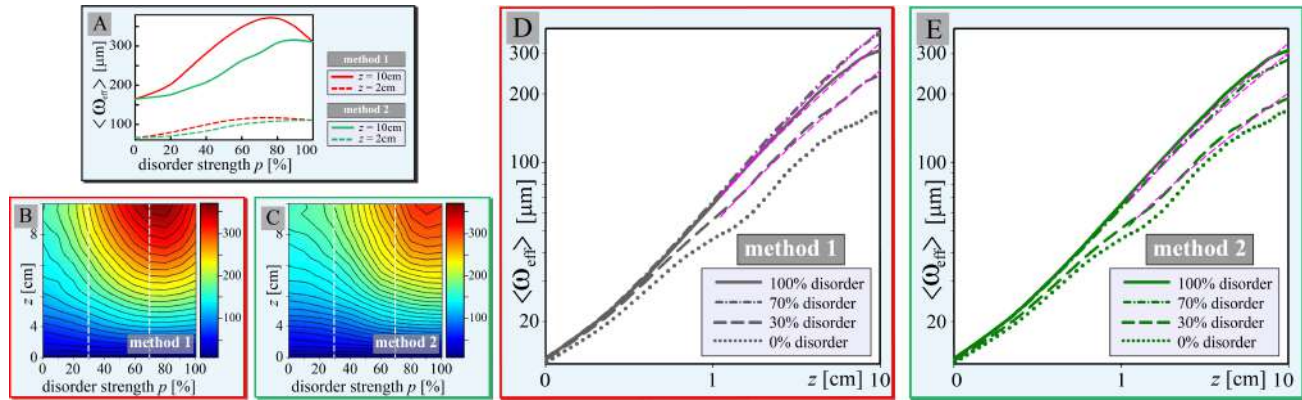 A
<ω_eff> [μm]
300
200
100
0 20 40 60 80 100
disorder strength p [%]
method 1
z = 10cm
z = 2cm
method 2
z = 10cm
z = 2cm
B
z [cm]
8
4
2
0
0 20 40 60 80 100
disorder strength p [%]
method 1
300
200
100
C
8
4
2
0
0 20 40 60 80 100
disorder strength p [%]
method 2
300
200
100
D
<ω_eff> [μm]
300
200
100
20
0 1 z [cm] 10
method 1
100% disorder
70% disorder
30% disorder
0% disorder
E
<ω_eff> [μm]
300
200
100
20
0 1 z [cm] 10
method 2
100% disorder
70% disorder
30% disorder
0% disorder